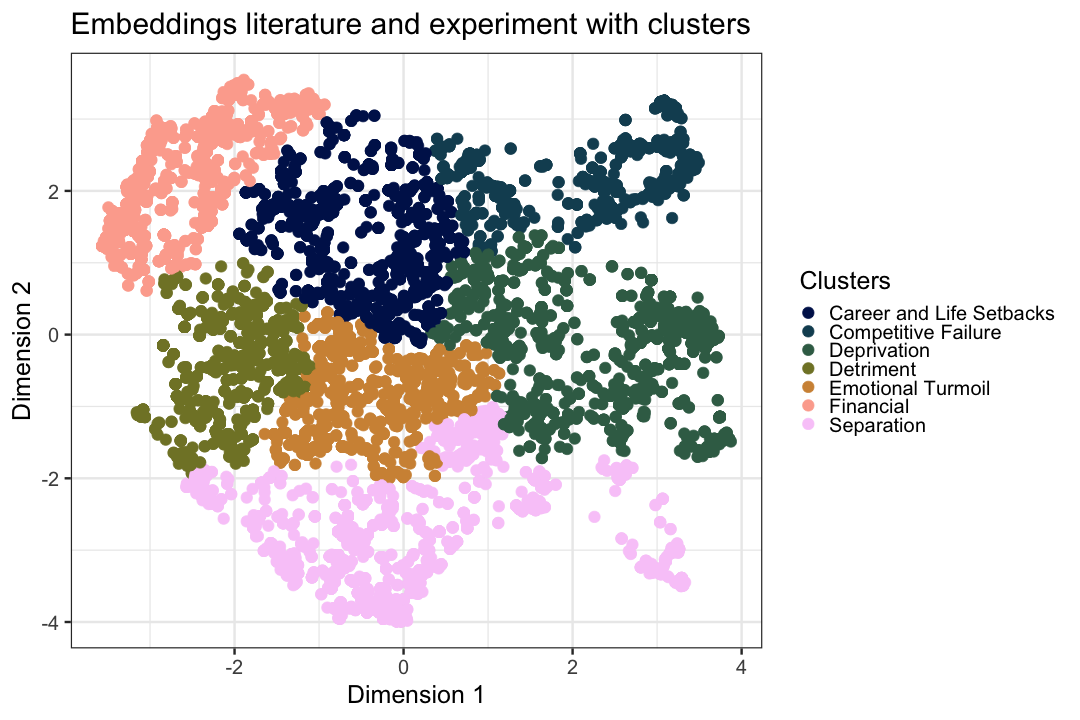 Embeddings literature and experiment with clusters
Dimension 2
2
0
-2
-4
-2
0
2
4
Dimension 1
Clusters
Career and Life Setbacks
Competitive Failure
Deprivation
Detriment
Emotional Turmoil
Financial
Separation